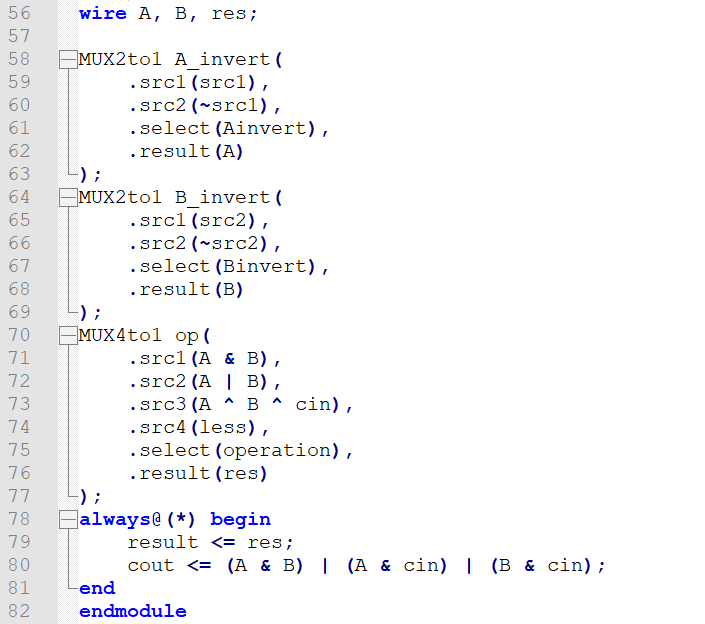 56 wire A, B, res;
57
58 MUX2to1 A_invert(
59     .src1(src1),
60     .src2(~src1),
61     .select(Ainvert),
62     .result(A)
63 );
64 MUX2to1 B_invert(
65     .src1(src2),
66     .src2(~src2),
67     .select(Binvert),
68     .result(B)
69 );
70 MUX4to1 op(
71     .src1(A & B),
72     .src2(A | B),
73     .src3(A ^ B ^ cin),
74     .src4(less),
75     .select(operation),
76     .result(res)
77 );
78 always@(*) begin
79     result <= res;
80     cout <= (A & B) | (A & cin) | (B & cin);
81 end
82 endmodule